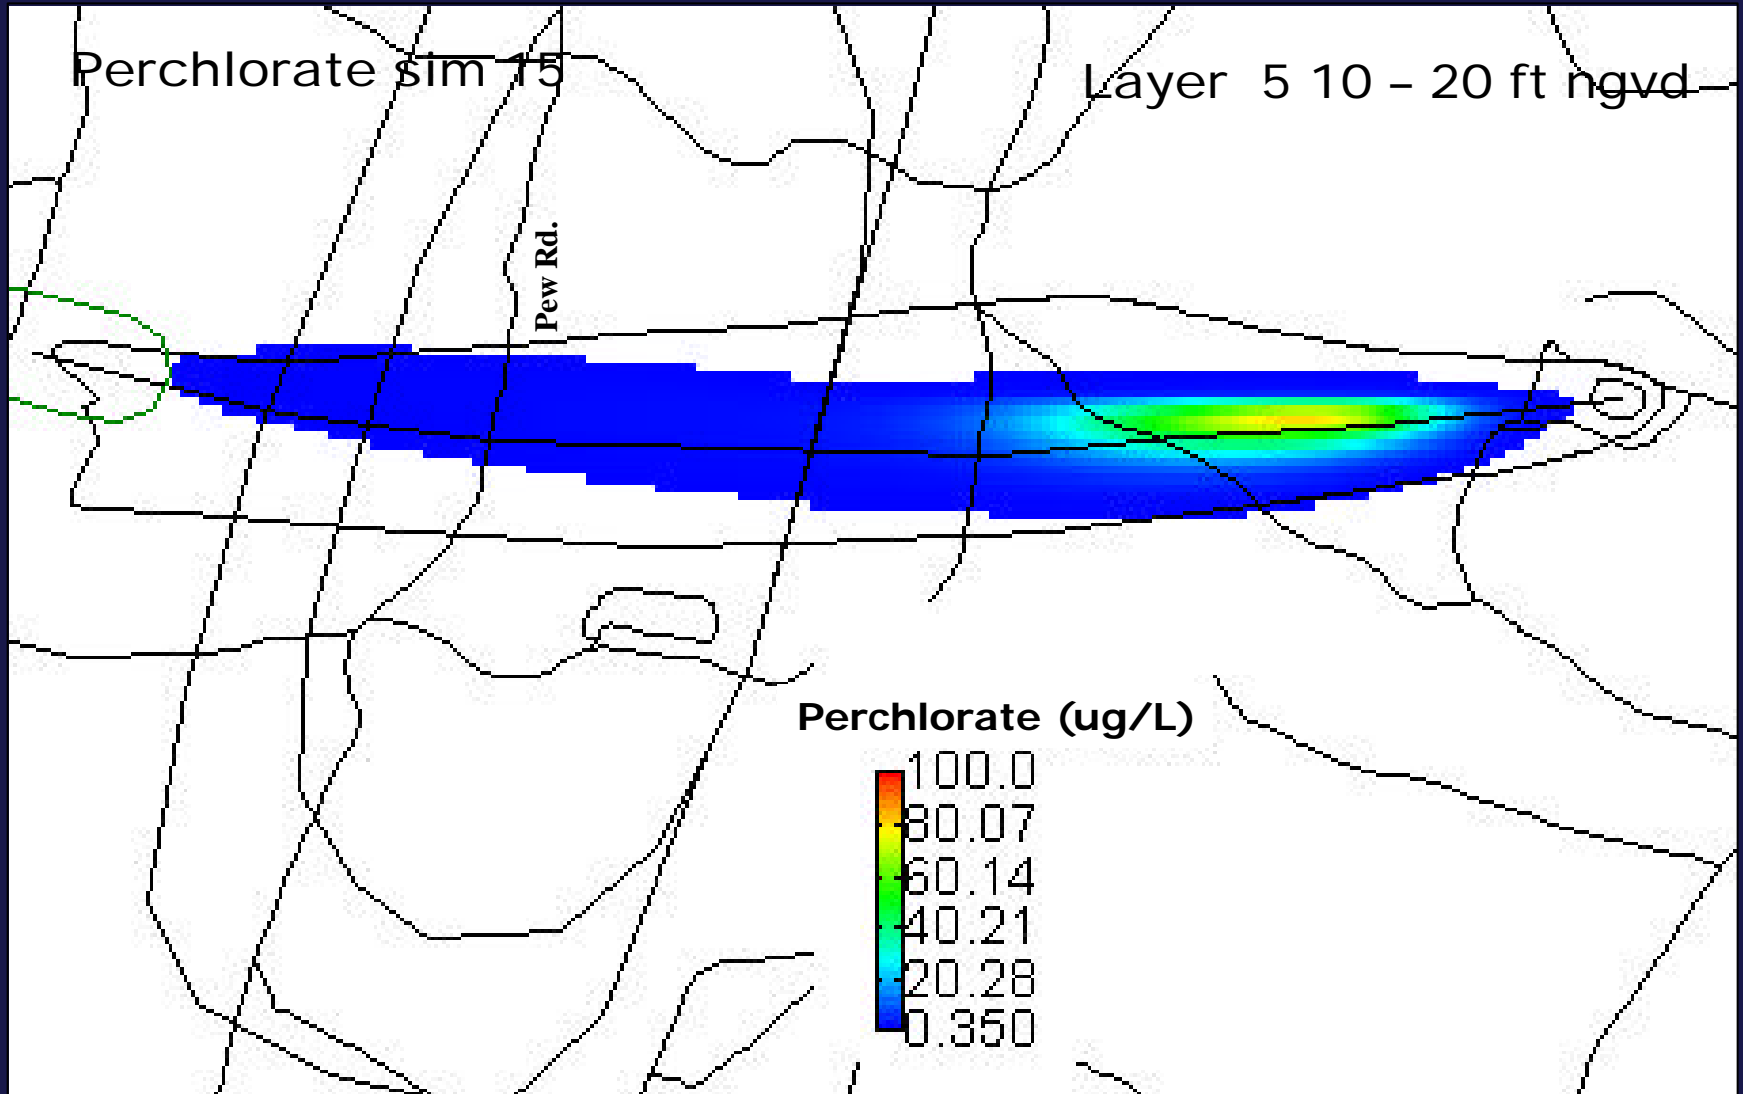 Perchlorate sim 15
Layer 5 10 – 20 ft ngvd
Pew Rd.
Perchlorate (ug/L)
100.0
80.07
60.14
40.21
20.28
0.350